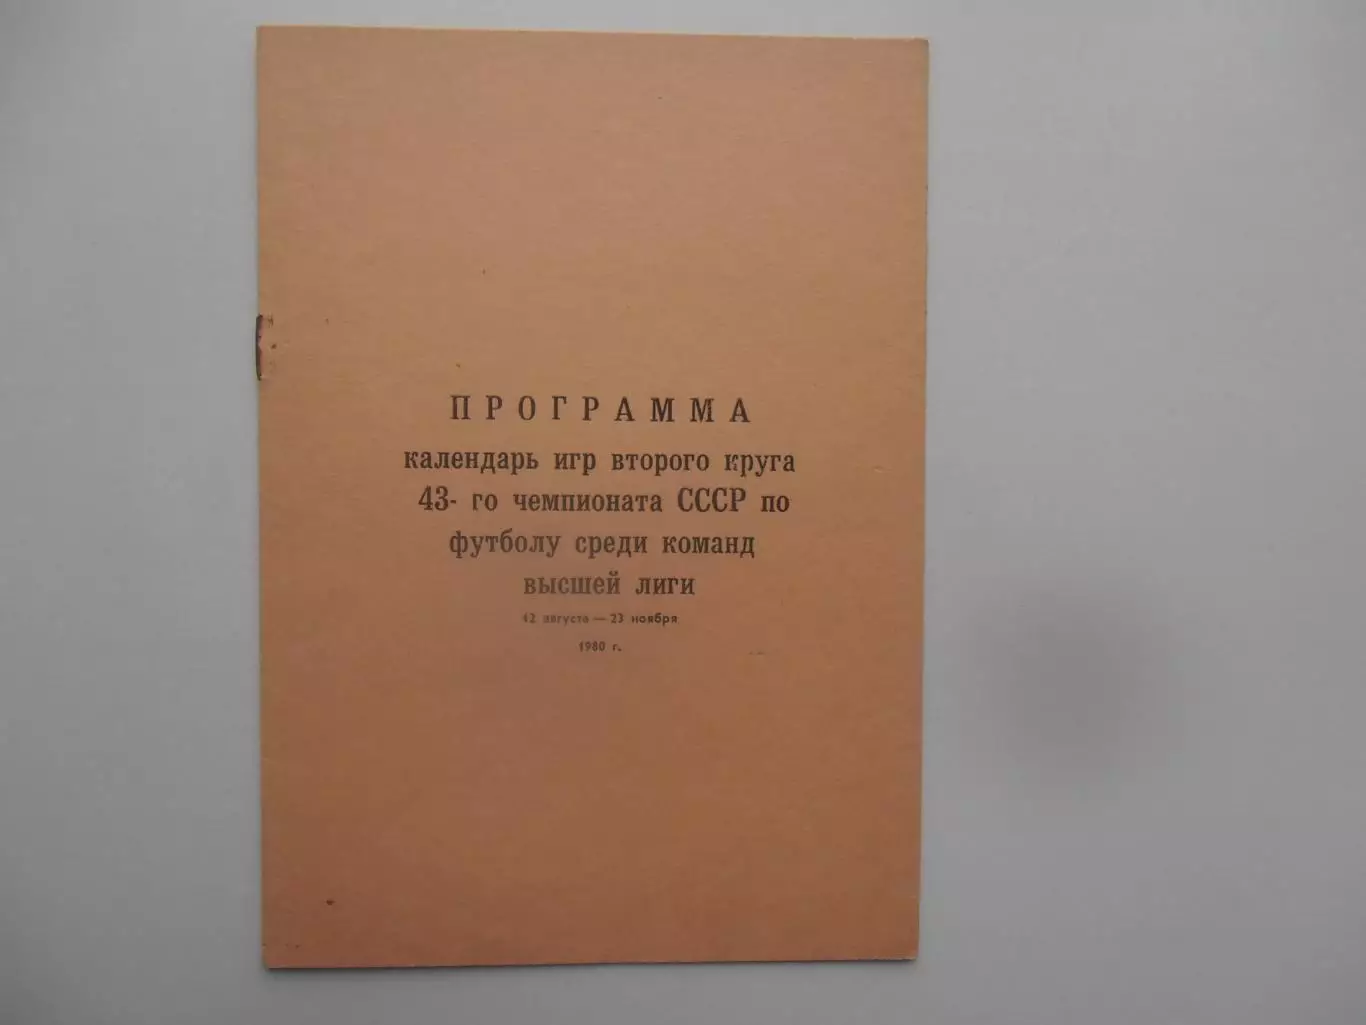 ПРОГРАММА
календарь игр второго круга
43- го чемпионата СССР по
футболу среди команд
высшей лиги
12 августа — 23 ноября
1980 г.